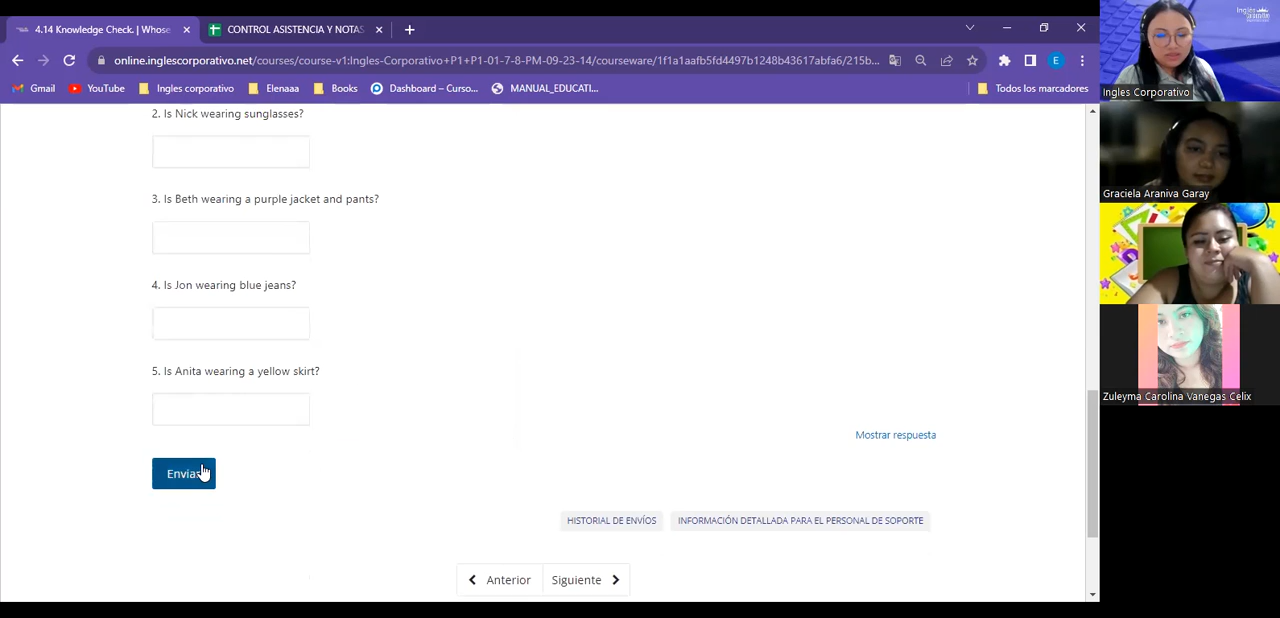 4.14 Knowledge Check. | Whose
CONTROL ASISTENCIA Y NOTAS
online.inglescorporativo.net/courses/course-v1:Ingles-Corporativo+P1+P1-01-7-8-PM-09-23-14/courseware/1f1a1aafb5fd4497b1248b43617abfa6/215b...
E
Gmail
YouTube
Ingles corporativo
Elenaaa
Books
Dashboard – Curso...
MANUAL_EDUCATI...
Todos los marcadores
2. Is Nick wearing sunglasses?
3. Is Beth wearing a purple jacket and pants?
4. Is Jon wearing blue jeans?
5. Is Anita wearing a yellow skirt?
Mostrar respuesta
Enviar
HISTORIAL DE ENVÍOS
INFORMACIÓN DETALLADA PARA EL PERSONAL DE SOPORTE
Anterior
Siguiente
Ingles
Ingles Corporativo
Graciela Araniva Garay
Zuleyma Carolina Vanegas Celix